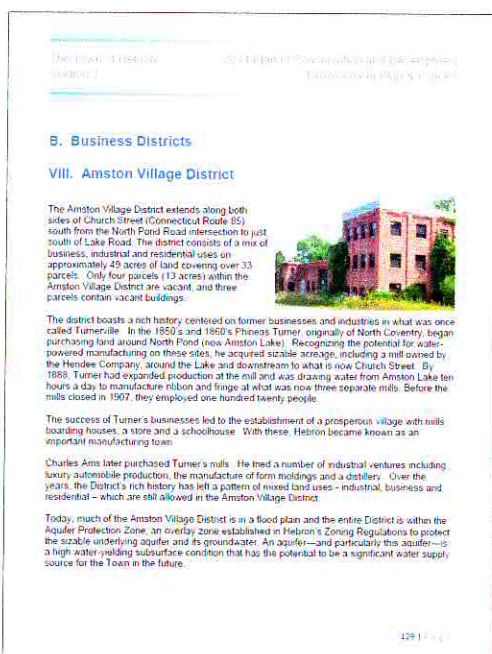 The Town of Hebron
Section 7
B. Business Districts
VIII. Amston Village District
The Amston Village District extends along both
sides of Church Street (Connecticut Route 85)
south from the North Pond Road intersection to just
south of Lake Road. The district consists of a mix of
business, industrial and residential uses on
approximately 49 acres of land covering over 33
parcels. Only four parcels (13 acres) within the
Amston Village District are vacant, and three
parcels contain vacant buildings.
The district boasts a rich history centered on former businesses and industries in what was once
called Turnerville. In the 1850's and 1860's Phineas Turner, originally of North Coventry, began
purchasing land around North Pond (now Amston Lake). Recognizing the potential for water-
powered manufacturing on these sites, he acquired sizable acreage, including a mill owned by
the Hendee Company, around the Lake and downstream to what is now Church Street. By
1888, Turner had expanded production at the mill and was drawing water from Amston Lake ten
hours a day to manufacture ribbon and fringe at what was now three separate mills. Before the
mills closed in 1907, they employed one hundred twenty people.
The success of Turner's businesses led to the establishment of a prosperous village with mills
boarding houses, a store and a schoolhouse. With these, Hebron became known as an
important manufacturing town.
Charles Ams later purchased Turner's mills. He tried a number of industrial ventures including
luxury automobile production, the manufacture of form moldings and a distillery. Over the
years, the District's rich history has left a pattern of mixed land uses - industrial, business and
residential – which are still allowed in the Amston Village District.
Today, much of the Amston Village District is in a flood plain and the entire District is within the
Aquifer Protection Zone, an overlay zone established in Hebron's Zoning Regulations to protect
the sizable underlying aquifer and its groundwater. An aquifer—and particularly this aquifer—is
a high water-yielding subsurface condition that has the potential to be a significant water supply
source for the Town in the future.
129 |